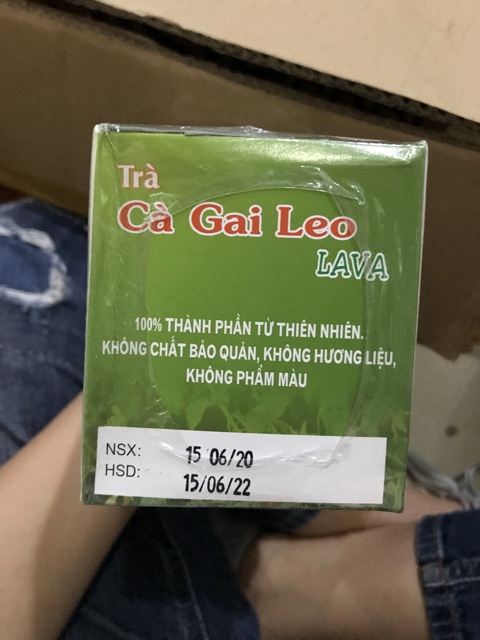 Trà
Cà Gai Leo
LAVA
100% THÀNH PHẦN TỪ THIÊN NHIÊN.
KHÔNG CHẤT BẢO QUẢN, KHÔNG HƯƠNG LIỆU,
KHÔNG PHẨM MÀU
NSX: 15 06/20
HSD: 15/06/22